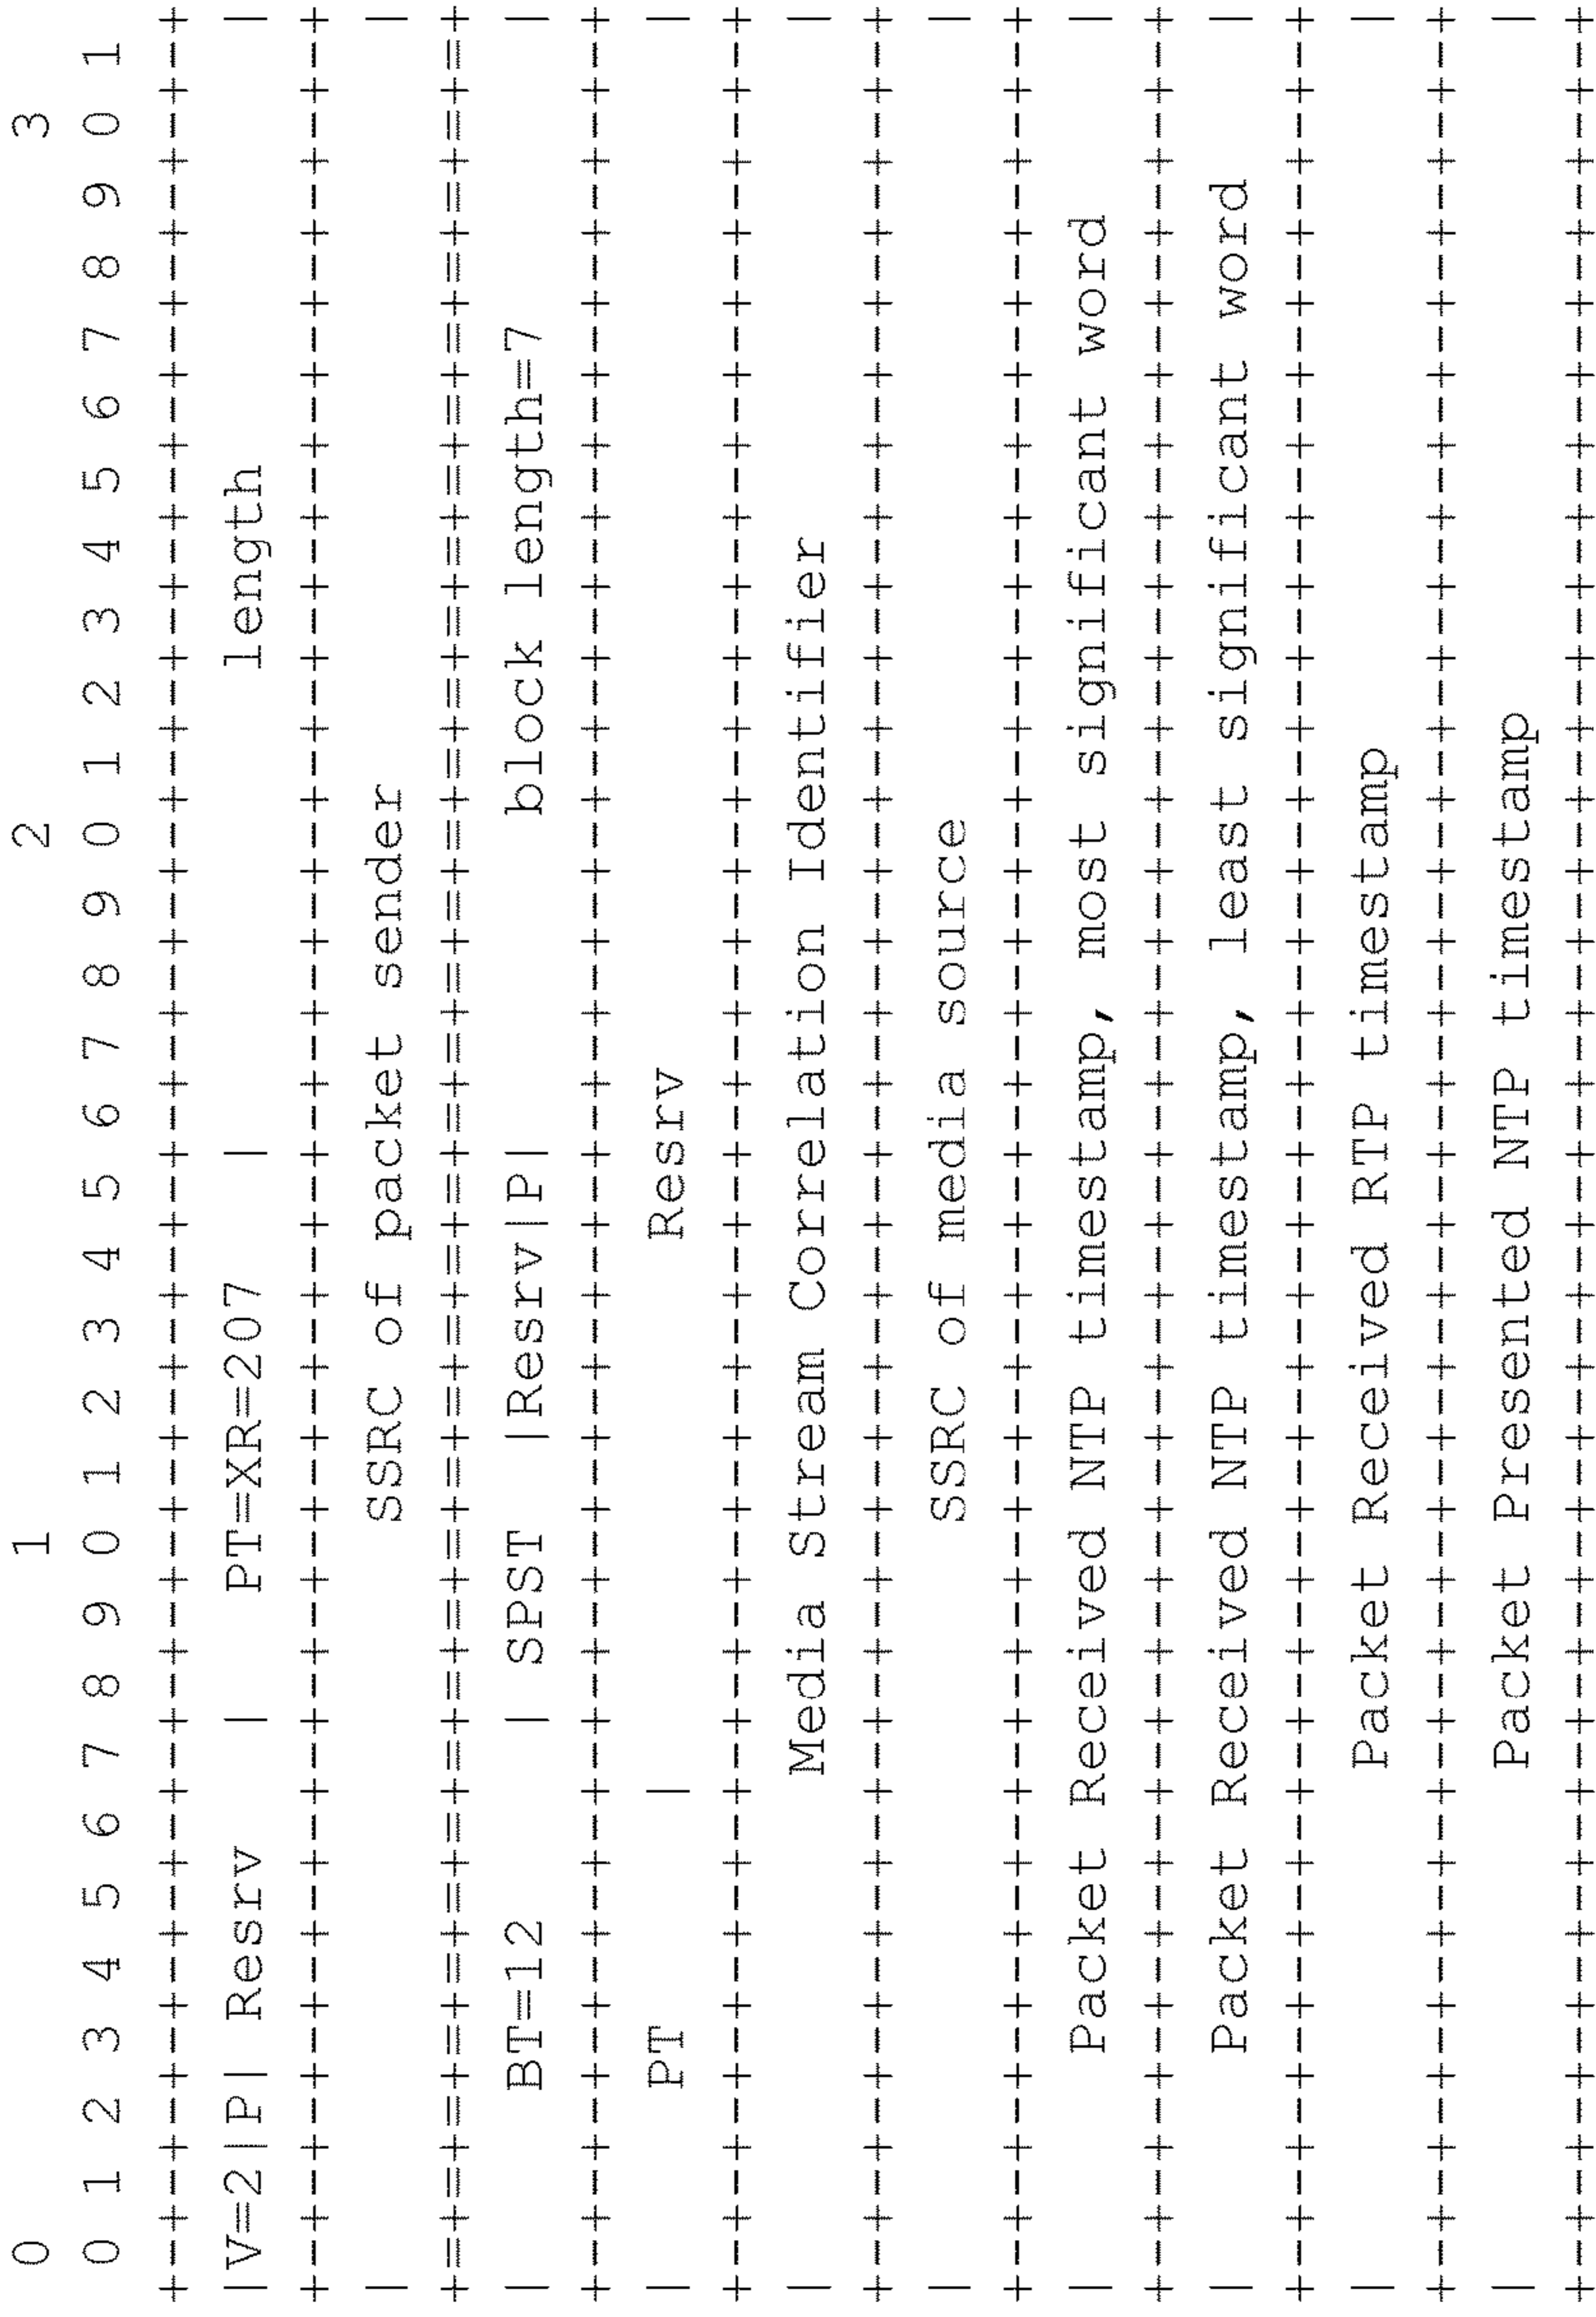 0                   1                   2                   3
 0 1 2 3 4 5 6 7 8 9 0 1 2 3 4 5 6 7 8 9 0 1 2 3 4 5 6 7 8 9 0 1
+-+-+-+-+-+-+-+-+-+-+-+-+-+-+-+-+-+-+-+-+-+-+-+-+-+-+-+-+-+-+-+-+
|V=2|P| Resrv   |   PT=XR=207   |             length            |
+-+-+-+-+-+-+-+-+-+-+-+-+-+-+-+-+-+-+-+-+-+-+-+-+-+-+-+-+-+-+-+-+
|                     SSRC of packet sender                     |
+=+=+=+=+=+=+=+=+=+=+=+=+=+=+=+=+=+=+=+=+=+=+=+=+=+=+=+=+=+=+=+=+
|     BT=12     | SPST  |Resrv|P|         block length=7        |
+-+-+-+-+-+-+-+-+-+-+-+-+-+-+-+-+-+-+-+-+-+-+-+-+-+-+-+-+-+-+-+-+
|     PT      |               Resrv                             |
+-+-+-+-+-+-+-+-+-+-+-+-+-+-+-+-+-+-+-+-+-+-+-+-+-+-+-+-+-+-+-+-+
|              Media Stream Correlation Identifier              |
+-+-+-+-+-+-+-+-+-+-+-+-+-+-+-+-+-+-+-+-+-+-+-+-+-+-+-+-+-+-+-+-+
|                     SSRC of media source                      |
+-+-+-+-+-+-+-+-+-+-+-+-+-+-+-+-+-+-+-+-+-+-+-+-+-+-+-+-+-+-+-+-+
|      Packet Received NTP timestamp, most significant word     |
+-+-+-+-+-+-+-+-+-+-+-+-+-+-+-+-+-+-+-+-+-+-+-+-+-+-+-+-+-+-+-+-+
|      Packet Received NTP timestamp, least significant word    |
+-+-+-+-+-+-+-+-+-+-+-+-+-+-+-+-+-+-+-+-+-+-+-+-+-+-+-+-+-+-+-+-+
|              Packet Received RTP timestamp                    |
+-+-+-+-+-+-+-+-+-+-+-+-+-+-+-+-+-+-+-+-+-+-+-+-+-+-+-+-+-+-+-+-+
|              Packet Presented NTP timestamp                   |
+-+-+-+-+-+-+-+-+-+-+-+-+-+-+-+-+-+-+-+-+-+-+-+-+-+-+-+-+-+-+-+-+